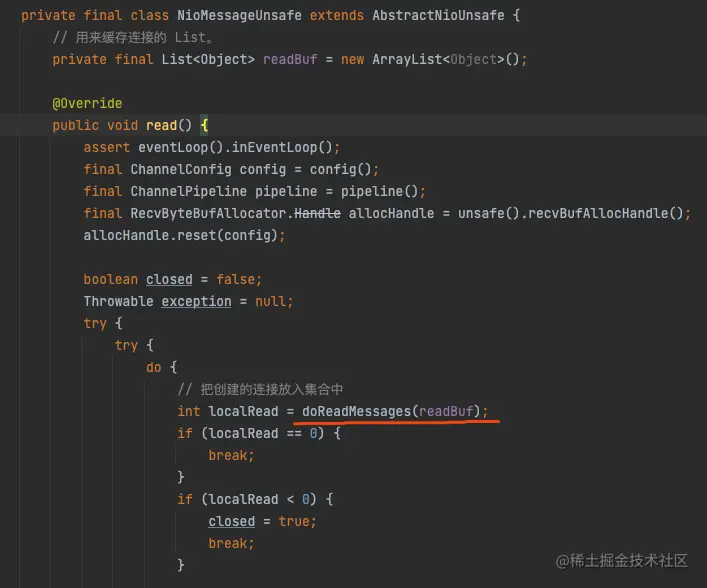 private final class NioMessageUnsafe extends AbstractNioUnsafe {
// 用来缓存连接的 List。
private final List<Object> readBuf = new ArrayList<Object>();
@Override
public void read() {
assert eventLoop().inEventLoop();
final ChannelConfig config = config();
final ChannelPipeline pipeline = pipeline();
final RecvByteBufAllocator.Handle allocHandle = unsafe().recvBufAllocHandle();
allocHandle.reset(config);
boolean closed = false;
Throwable exception = null;
try {
try {
do {
// 把创建的连接放入集合中
int localRead = doReadMessages(readBuf);
if (localRead == 0) {
break;
}
if (localRead < 0) {
closed = true;
break;
}
@稀土掘金技术社区